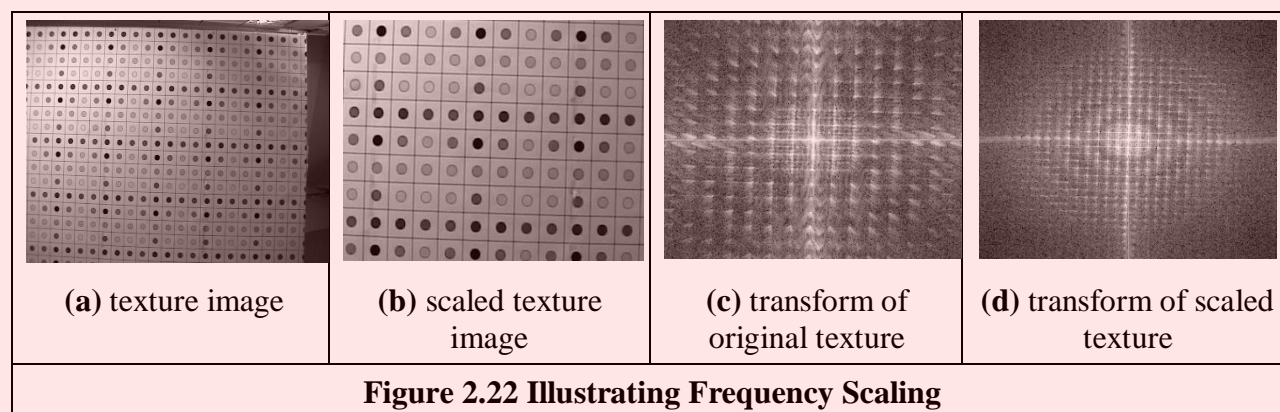 (a) texture image
(b) scaled texture
image
(c) transform of
original texture
(d) transform of scaled
texture
Figure 2.22 Illustrating Frequency Scaling